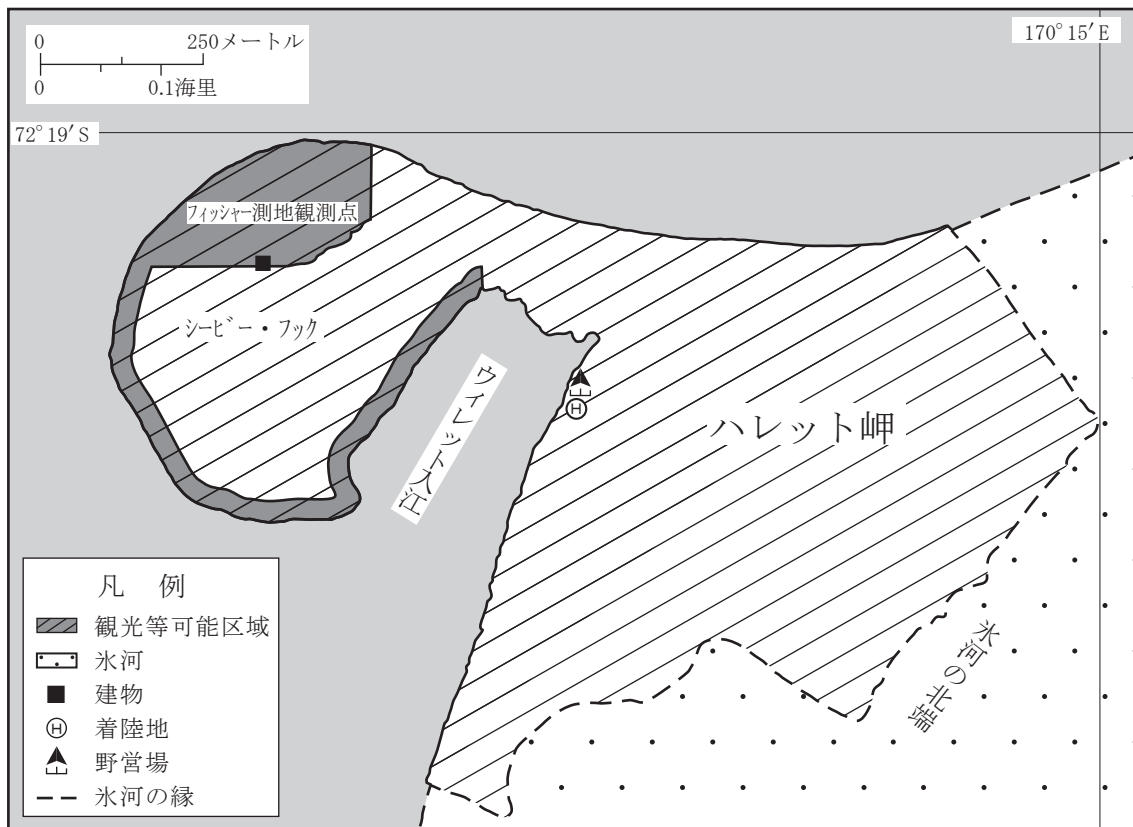 0 250メートル
0 0.1海里
170° 15′ E
72° 19′ S
フィッシャー測地観測点
シービー・フック
ウィレット入江
ハレット岬
氷河の北端
凡 例
観光等可能区域
氷河
建物
Ⓗ 着陸地
野営場
氷河の縁
Ⓗ